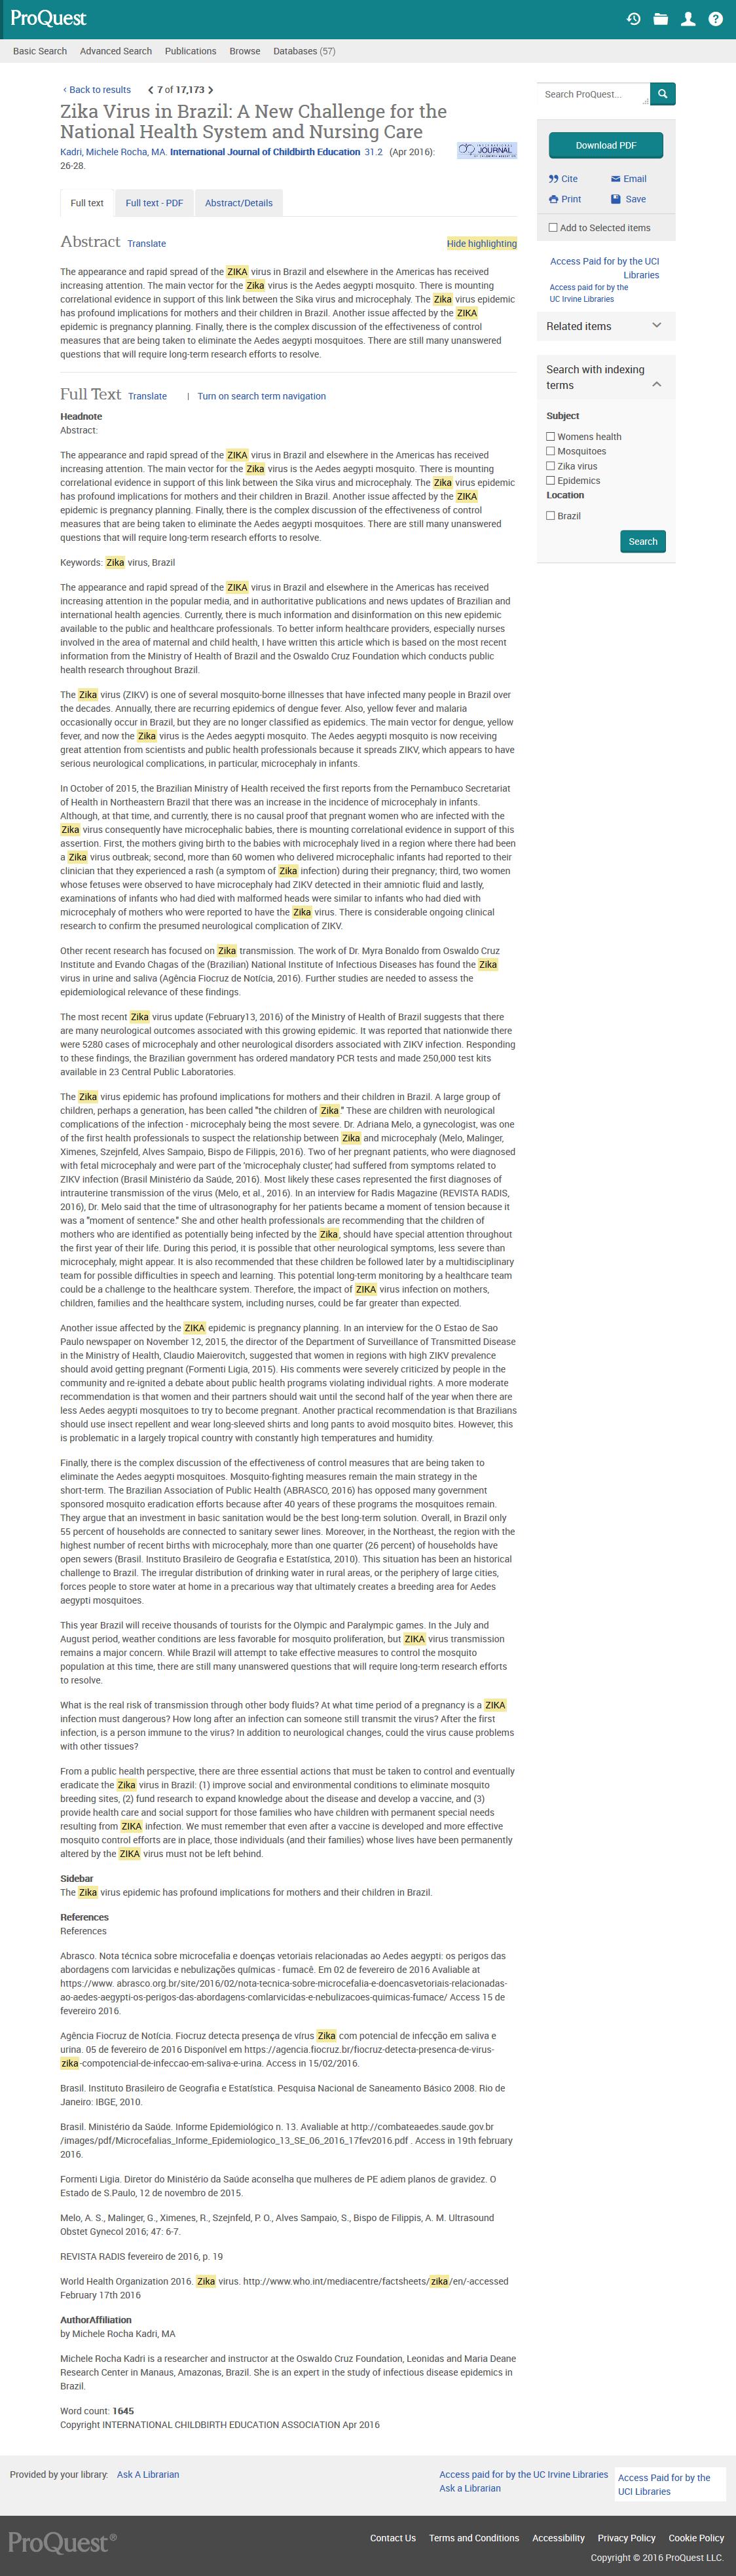 ProQuest
Basic Search Advanced Search Publications Browse Databases (57)
Back to results 7 of 17,173
Zika Virus in Brazil: A New Challenge for the
National Health System and Nursing Care
Kadri, Michele Rocha, MA. International Journal of Childbirth Education 31.2 (Apr 2016):
26-28.
JOURNAL
Full text Full text - PDF Abstract/Details
Abstract Translate Hide highlighting
The appearance and rapid spread of the ZIKA virus in Brazil and elsewhere in the Americas has received
increasing attention. The main vector for the Zika virus is the Aedes aegypti mosquito. There is mounting
correlational evidence in support of this link between the Sika virus and microcephaly. The Zika virus epidemic
has profound implications for mothers and their children in Brazil. Another issue affected by the ZIKA
epidemic is pregnancy planning. Finally, there is the complex discussion of the effectiveness of control
measures that are being taken to eliminate the Aedes aegypti mosquitoes. There are still many unanswered
questions that will require long-term research efforts to resolve.
Full Text Translate | Turn on search term navigation
Headnote
Abstract:
The appearance and rapid spread of the ZIKA virus in Brazil and elsewhere in the Americas has received
increasing attention. The main vector for the Zika virus is the Aedes aegypti mosquito. There is mounting
correlational evidence in support of this link between the Sika virus and microcephaly. The Zika virus epidemic
has profound implications for mothers and their children in Brazil. Another issue affected by the ZIKA
epidemic is pregnancy planning. Finally, there is the complex discussion of the effectiveness of control
measures that are being taken to eliminate the Aedes aegypti mosquitoes. There are still many unanswered
questions that will require long-term research efforts to resolve.
Keywords: Zika virus, Brazil
The appearance and rapid spread of the ZIKA virus in Brazil and elsewhere in the Americas has received
increasing attention in the popular media, and in authoritative publications and news updates of Brazilian and
international health agencies. Currently, there is much information and disinformation on this new epidemic
available to the public and healthcare professionals. To better inform healthcare providers, especially nurses
involved in the area of maternal and child health, I have written this article which is based on the most recent
information from the Ministry of Health of Brazil and the Oswaldo Cruz Foundation which conducts public
health research throughout Brazil.
The Zika virus (ZIKV) is one of several mosquito-borne illnesses that have infected many people in Brazil over
the decades. Annually, there are recurring epidemics of dengue fever. Also, yellow fever and malaria
occasionally occur in Brazil, but they are no longer classified as epidemics. The main vector for dengue, yellow
fever, and now the Zika virus is the Aedes aegypti mosquito. The Aedes aegypti mosquito is now receiving
great attention from scientists and public health professionals because it spreads ZIKV, which appears to have
serious neurological complications, in particular, microcephaly in infants.
In October of 2015, the Brazilian Ministry of Health received the first reports from the Pernambuco Secretariat
of Health in Northeastern Brazil that there was an increase in the incidence of microcephaly in infants.
Although, at that time, and currently, there is no causal proof that pregnant women who are infected with the
Zika virus consequently have microcephalic babies, there is mounting correlational evidence in support of this
assertion. First, the mothers giving birth to the babies with microcephaly lived in a region where there had been
a Zika virus outbreak; second, more than 60 women who delivered microcephalic infants had reported to their
clinician that they experienced a rash (a symptom of Zika infection) during their pregnancy; third, two women
whose fetuses were observed to have microcephaly had ZIKV detected in their amniotic fluid and lastly,
examinations of infants who had died with malformed heads were similar to infants who had died with
microcephaly of mothers who were reported to have the Zika virus. There is considerable ongoing clinical
research to confirm the presumed neurological complication of ZIKV.
Other recent research has focused on Zika transmission. The work of Dr. Myra Bonaldo from Oswaldo Cruz
Institute and Evando Chagas of the (Brazilian) National Institute of Infectious Diseases has found the Zika
virus in urine and saliva (Agência Fiocruz de Notícia, 2016). Further studies are needed to assess the
epidemiological relevance of these findings.
The most recent Zika virus update (February13, 2016) of the Ministry of Health of Brazil suggests that there
are many neurological outcomes associated with this growing epidemic. It was reported that nationwide there
were 5280 cases of microcephaly and other neurological disorders associated with ZIKV infection. Responding
to these findings, the Brazilian government has ordered mandatory PCR tests and made 250,000 test kits
available in 23 Central Public Laboratories.
The Zika virus epidemic has profound implications for mothers and their children in Brazil. A large group of
children, perhaps a generation, has been called "the children of Zika." These are children with neurological
complications of the infection - microcephaly being the most severe. Dr. Adriana Melo, a gynecologist, was one
of the first health professionals to suspect the relationship between Zika and microcephaly (Melo, Malinger,
Ximenes, Szejnfeld, Alves Sampaio, Bispo de Filippis, 2016). Two of her pregnant patients, who were diagnosed
with fetal microcephaly and were part of the 'microcephaly cluster,' had suffered from symptoms related to
ZIKV infection (Brasil Ministério da Saúde, 2016). Most likely these cases represented the first diagnoses of
intrauterine transmission of the virus (Melo, et al., 2016). In an interview for Radis Magazine (REVISTA RADIS,
2016), Dr. Melo said that the time of ultrasonography for her patients became a moment of tension because it
was a "moment of sentence." She and other health professionals are recommending that the children of
mothers who are identified as potentially being infected by the Zika, should have special attention throughout
the first year of their life. During this period, it is possible that other neurological symptoms, less severe than
microcephaly, might appear. It is also recommended that these children be followed later by a multidisciplinary
team for possible difficulties in speech and learning. This potential long term monitoring by a healthcare team
could be a challenge to the healthcare system. Therefore, the impact of ZIKA virus infection on mothers,
children, families and the healthcare system, including nurses, could be far greater than expected.
Another issue affected by the ZIKA epidemic is pregnancy planning. In an interview for the O Estao de Sao
Paulo newspaper on November 12, 2015, the director of the Department of Surveillance of Transmitted Disease
in the Ministry of Health, Claudio Maierovitch, suggested that women in regions with high ZIKV prevalence
should avoid getting pregnant (Formenti Ligia, 2015). His comments were severely criticized by people in the
community and re-ignited a debate about public health programs violating individual rights. A more moderate
recommendation is that women and their partners should wait until the second half of the year when there are
less Aedes aegypti mosquitoes to try to become pregnant. Another practical recommendation is that Brazilians
should use insect repellent and wear long-sleeved shirts and long pants to avoid mosquito bites. However, this
is problematic in a largely tropical country with constantly high temperatures and humidity.
Finally, there is the complex discussion of the effectiveness of control measures that are being taken to
eliminate the Aedes aegypti mosquitoes. Mosquito-fighting measures remain the main strategy in the
short-term. The Brazilian Association of Public Health (ABRASCO, 2016) has opposed many government
sponsored mosquito eradication efforts because after 40 years of these programs the mosquitoes remain.
They argue that an investment in basic sanitation would be the best long-term solution. Overall, in Brazil only
55 percent of households are connected to sanitary sewer lines. Moreover, in the Northeast, the region with the
highest number of recent births with microcephaly, more than one quarter (26 percent) of households have
open sewers (Brasil. Instituto Brasileiro de Geografia e Estatística, 2010). This situation has been an historical
challenge to Brazil. The irregular distribution of drinking water in rural areas, or the periphery of large cities,
forces people to store water at home in a precarious way that ultimately creates a breeding area for Aedes
aegypti mosquitoes.
This year Brazil will receive thousands of tourists for the Olympic and Paralympic games. In the July and
August period, weather conditions are less favorable for mosquito proliferation, but ZIKA virus transmission
remains a major concern. While Brazil will attempt to take effective measures to control the mosquito
population at this time, there are still many unanswered questions that will require long-term research efforts
to resolve.
What is the real risk of transmission through other body fluids? At what time period of a pregnancy is a ZIKA
infection must dangerous? How long after an infection can someone still transmit the virus? After the first
infection, is a person immune to the virus? In addition to neurological changes, could the virus cause problems
with other tissues?
From a public health perspective, there are three essential actions that must be taken to control and eventually
eradicate the Zika virus in Brazil: (1) improve social and environmental conditions to eliminate mosquito
breeding sites, (2) fund research to expand knowledge about the disease and develop a vaccine, and (3)
provide health care and social support for those families who have children with permanent special needs
resulting from ZIKA infection. We must remember that even after a vaccine is developed and more effective
mosquito control efforts are in place, those individuals (and their families) whose lives have been permanently
altered by the ZIKA virus must not be left behind.
Sidebar
The Zika virus epidemic has profound implications for mothers and their children in Brazil.
References
References
Abrasco. Nota técnica sobre microcefalia e doenças vetoriais relacionadas ao Aedes aegypti: os perigos das
abordagens com larvicidas e nebulizações químicas - fumacê. Em 02 de fevereiro de 2016 Avaliable at
https://www. abrasco.org.br/site/2016/02/nota-tecnica-sobre-microcefalia-e-doencasvetoriais-relacionadas-
ao-aedes-aegypti-os-perigos-das-abordagens-comlarvicidas-e-nebulizacoes-quimicas-fumace/ Access 15 de
fevereiro 2016.
Agência Fiocruz de Notícia. Fiocruz detecta presença de vírus Zika com potencial de infecção em saliva e
urina. 05 de fevereiro de 2016 Disponível em https://agencia.fiocruz.br/fiocruz-detecta-presenca-de-virus-
zika-compotencial-de-infeccao-em-saliva-e-urina. Access in 15/02/2016.
Brasil. Instituto Brasileiro de Geografia e Estatística. Pesquisa Nacional de Saneamento Básico 2008. Rio de
Janeiro: IBGE, 2010.
Brasil. Ministério da Saúde. Informe Epidemiológico n. 13. Avaliable at http://combateaedes.saude.gov.br
/images/pdf/Microcefalias_Informe_Epidemiologico_13_SE_06_2016_17fev2016.pdf . Access in 19th february
2016.
Formenti Ligia. Diretor do Ministério da Saúde aconselha que mulheres de PE adiem planos de gravidez. O
Estado de S.Paulo, 12 de novembro de 2015.
Melo, A. S., Malinger, G., Ximenes, R., Szejnfeld, P. O., Alves Sampaio, S., Bispo de Filippis, A. M. Ultrasound
Obstet Gynecol 2016; 47: 6-7.
REVISTA RADIS fevereiro de 2016, p. 19
World Health Organization 2016. Zika virus. http://www.who.int/mediacentre/factsheets/zika/en/-accessed
February 17th 2016
AuthorAffiliation
by Michele Rocha Kadri, MA
Michele Rocha Kadri is a researcher and instructor at the Oswaldo Cruz Foundation, Leonidas and Maria Deane
Research Center in Manaus, Amazonas, Brazil. She is an expert in the study of infectious disease epidemics in
Brazil.
Word count: 1645
Copyright INTERNATIONAL CHILDBIRTH EDUCATION ASSOCIATION Apr 2016
Search ProQuest...
Download PDF
Cite Email
Print Save
Add to Selected items
Access Paid for by the UCI
Libraries
Access paid for by the
UC Irvine Libraries
Related items
Search with indexing
terms
Subject
Womens health
Mosquitoes
Zika virus
Epidemics
Location
Brazil
Search
Provided by your library: Ask A Librarian
Access paid for by the UC Irvine Libraries
Ask a Librarian
Access Paid for by the
UCI Libraries
ProQuest®
Contact Us Terms and Conditions Accessibility Privacy Policy Cookie Policy
Copyright © 2016 ProQuest LLC.